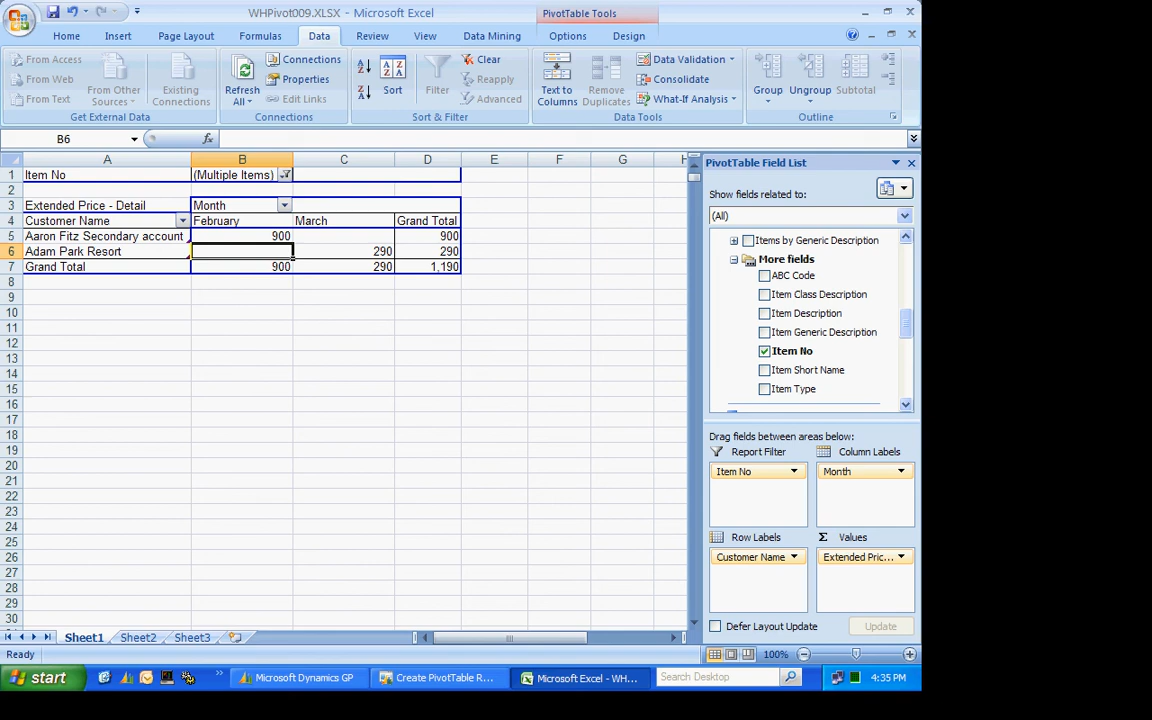 WHPivot009.XLSX - Microsoft Excel
PivotTable Tools
Home Insert Page Layout Formulas Data Review View Data Mining Options Design
From Access
From Web
From Text
From Other Sources
Existing Connections
Get External Data
Refresh All
Connections
Properties
Edit Links
Connections
Sort
Filter
Clear
Reapply
Advanced
Sort & Filter
Text to Columns
Remove Duplicates
Data Validation
Consolidate
What-If Analysis
Data Tools
Group
Ungroup
Subtotal
Outline
B6 fx
A B C D E F G H
1 Item No (Multiple Items)
2
3 Extended Price - Detail Month
4 Customer Name February March Grand Total
5 Aaron Fitz Secondary account 900 900
6 Adam Park Resort 290 290
7 Grand Total 900 290 1,190
8
9
10
11
12
13
14
15
16
17
18
19
20
21
22
23
24
25
26
27
28
29
30
PivotTable Field List
Show fields related to:
(All)
Items by Generic Description
More fields
ABC Code
Item Class Description
Item Description
Item Generic Description
Item No
Item Short Name
Item Type
Drag fields between areas below:
Report Filter Column Labels
Item No Month
Row Labels Σ Values
Customer Name Extended Pric...
Defer Layout Update Update
Sheet1 Sheet2 Sheet3
Ready 100%
start Microsoft Dynamics GP Create PivotTable R... Microsoft Excel - WH... Search Desktop 4:35 PM